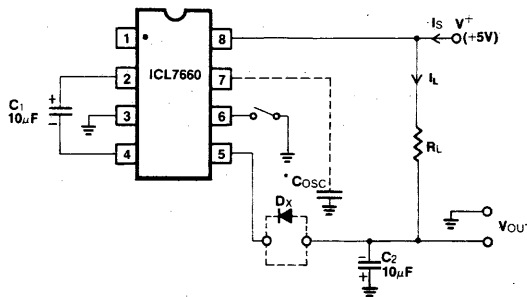 IS V+
(+5V)
1 8
ICL7660
2 7
IL
C1
10μF
+
−
3 6
RL
4 5
*COSC
DX
VOUT
− C2
+ 10μF